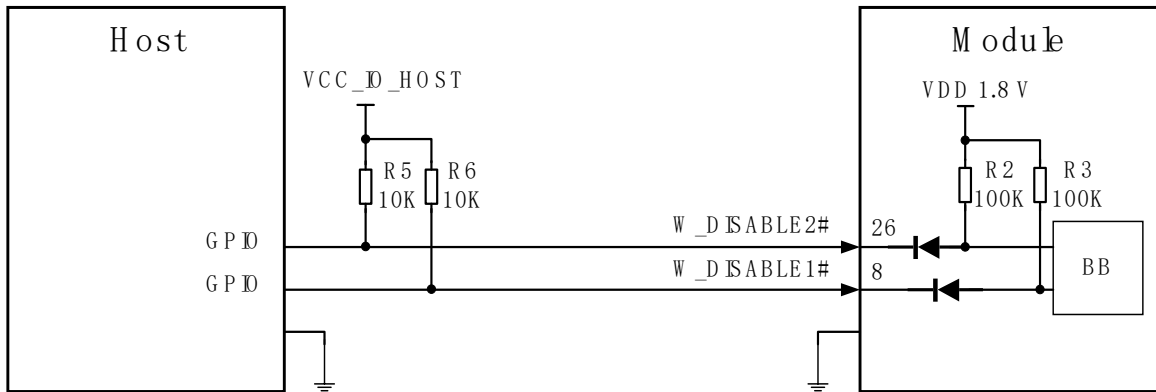 Host
Module
VCC_IO_HOST
VDD 1.8 V
R5
10K
R6
10K
R2
100K
R3
100K
GPIO
W_DISABLE2#
26
GPIO
W_DISABLE1#
8
BB